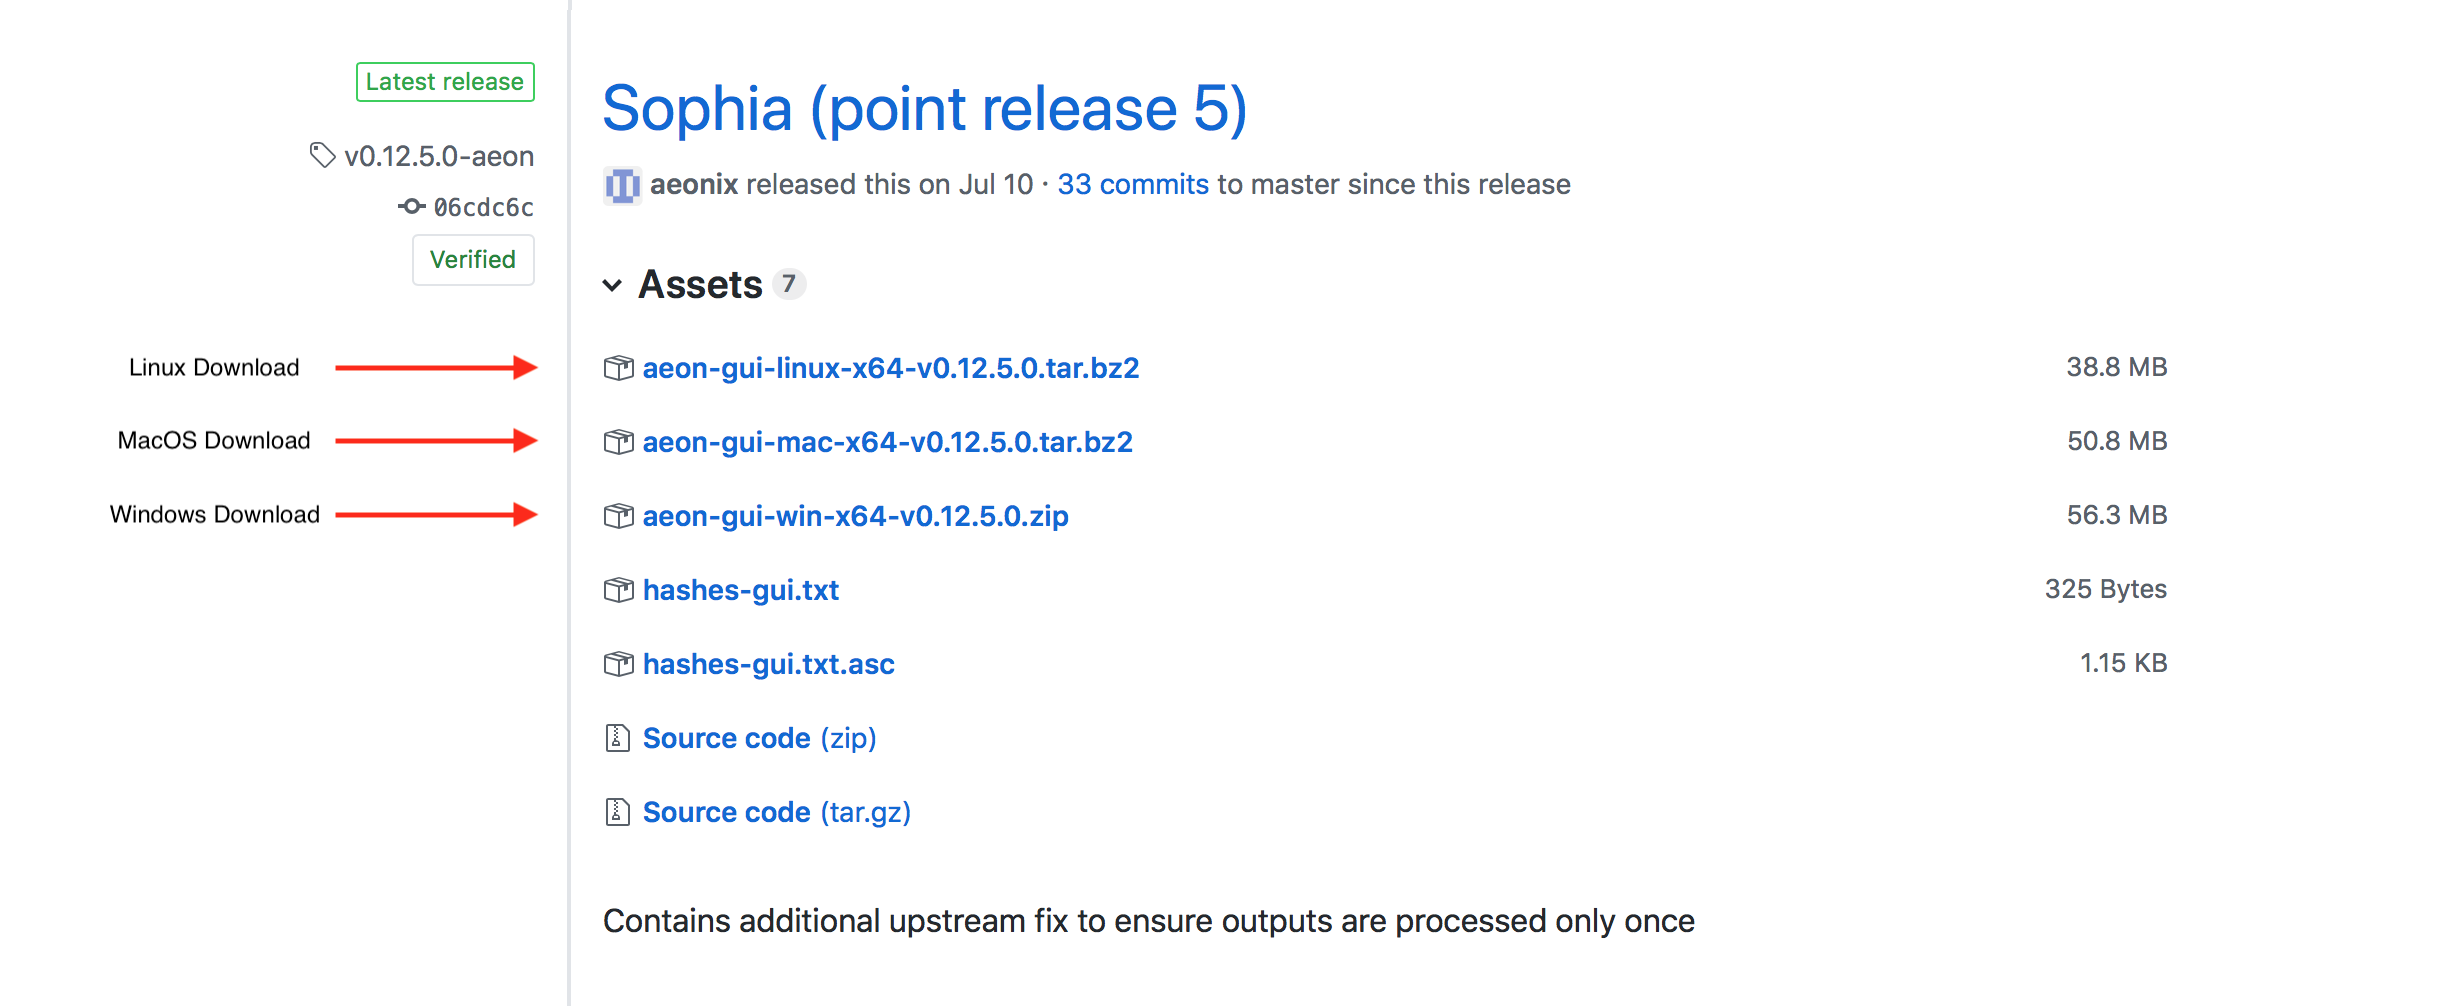 Latest release
v0.12.5.0-aeon
06cdc6c
Verified
Sophia (point release 5)
aeonix released this on Jul 10 · 33 commits to master since this release
Assets 7
Linux Download aeon-gui-linux-x64-v0.12.5.0.tar.bz2 38.8 MB
MacOS Download aeon-gui-mac-x64-v0.12.5.0.tar.bz2 50.8 MB
Windows Download aeon-gui-win-x64-v0.12.5.0.zip 56.3 MB
hashes-gui.txt 325 Bytes
hashes-gui.txt.asc 1.15 KB
Source code (zip)
Source code (tar.gz)
Contains additional upstream fix to ensure outputs are processed only once